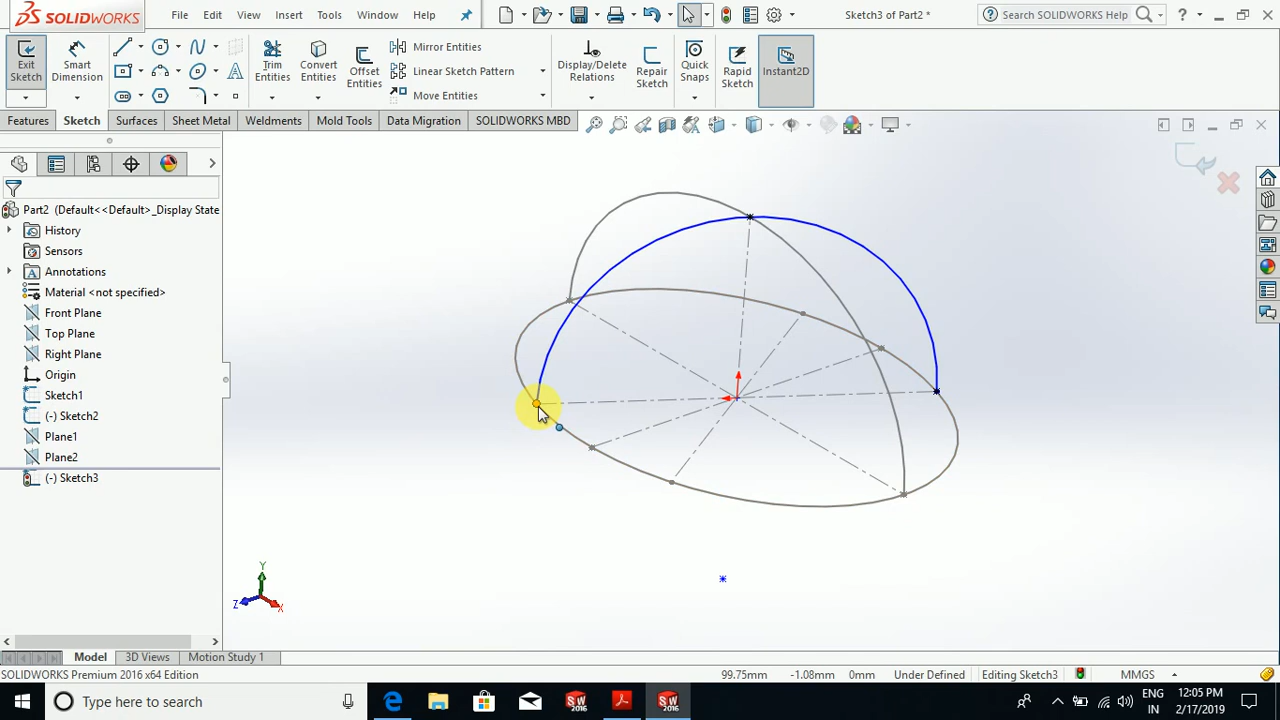 SOLIDWORKS
File Edit View Insert Tools Window Help
Sketch3 of Part2 *
Search SOLIDWORKS Help
?
Exit Sketch
Smart Dimension
Trim Entities
Convert Entities
Offset Entities
Mirror Entities
Linear Sketch Pattern
Move Entities
Display/Delete Relations
Repair Sketch
Quick Snaps
Rapid Sketch
Instant2D
Features Sketch Surfaces Sheet Metal Weldments Mold Tools Data Migration SOLIDWORKS MBD
Part2 (Default<<Default>_Display State
History
Sensors
Annotations
Material <not specified>
Front Plane
Top Plane
Right Plane
Origin
Sketch1
(-) Sketch2
Plane1
Plane2
(-) Sketch3
Y
Z
X
Model 3D Views Motion Study 1
SOLIDWORKS Premium 2016 x64 Edition
99.75mm -1.08mm 0mm Under Defined Editing Sketch3 MMGS
Type here to search
SW 2016
SW 2016
ENG
IN
12:05 PM
2/17/2019